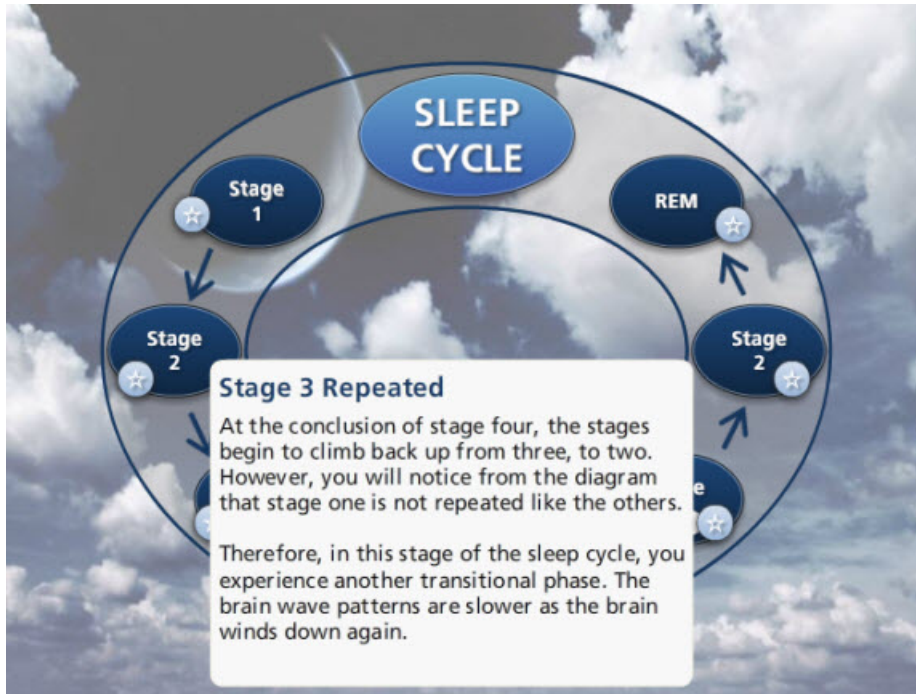 SLEEP
CYCLE
Stage
1
REM
Stage
2
Stage
2
Stage 3 Repeated
At the conclusion of stage four, the stages
begin to climb back up from three, to two.
However, you will notice from the diagram
that stage one is not repeated like the others.
Therefore, in this stage of the sleep cycle, you
experience another transitional phase. The
brain wave patterns are slower as the brain
winds down again.